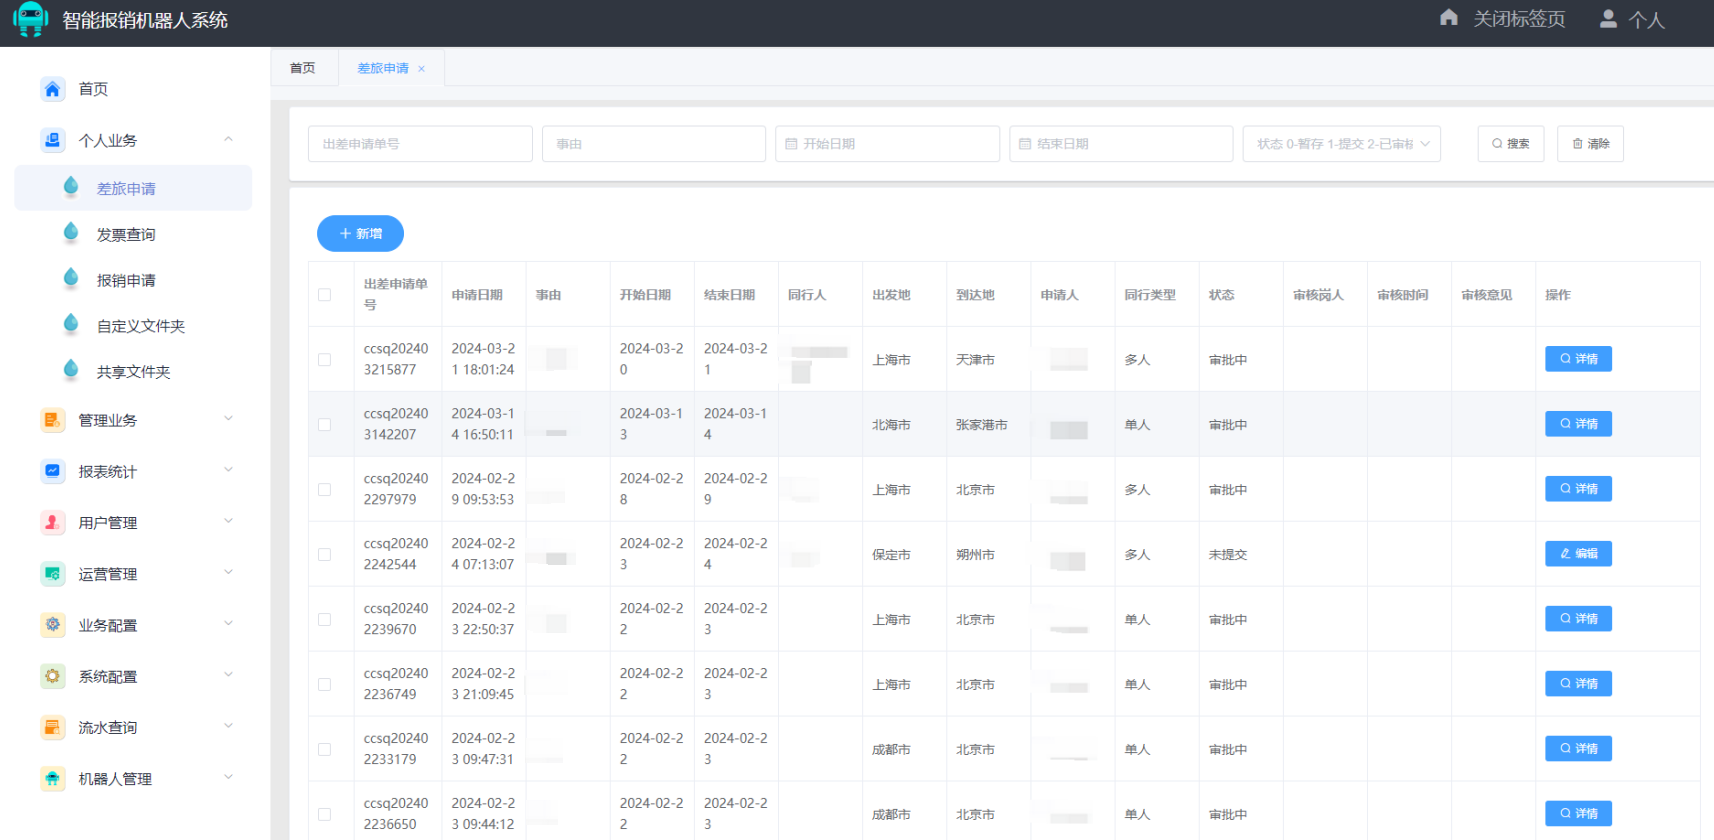 智能报销机器人系统
关闭标签页
个人
首页
个人业务
差旅申请
发票查询
报销申请
自定义文件夹
共享文件夹
管理业务
报表统计
用户管理
运营管理
业务配置
系统配置
流水查询
机器人管理
首页 差旅申请 ×
出差申请单号 事由 开始日期 结束日期 状态 0-暂存 1-提交 2-已审核 搜索 清除
+ 新增
出差申请单
号
申请日期 事由 开始日期 结束日期 同行人 出发地 到达地 申请人 同行类型 状态 审核岗人 审核时间 审核意见 操作
ccsq20240 2024-03-2 2024-03-2 2024-03-2
3215877 1 18:01:24 0 1
上海市 天津市 多人 审批中 详情
ccsq20240 2024-03-1 2024-03-1 2024-03-1
3142207 4 16:50:11 3 4
北海市 张家港市 单人 审批中 详情
ccsq20240 2024-02-2 2024-02-2 2024-02-2
2297979 9 09:53:53 8 9
上海市 北京市 多人 审批中 详情
ccsq20240 2024-02-2 2024-02-2 2024-02-2
2242544 4 07:13:07 3 4
保定市 朔州市 多人 未提交 编辑
ccsq20240 2024-02-2 2024-02-2 2024-02-2
2239670 3 22:50:37 2 3
上海市 北京市 单人 审批中 详情
ccsq20240 2024-02-2 2024-02-2 2024-02-2
2236749 3 21:09:45 2 3
上海市 北京市 单人 审批中 详情
ccsq20240 2024-02-2 2024-02-2 2024-02-2
2233179 3 09:47:31 2 3
成都市 北京市 单人 审批中 详情
ccsq20240 2024-02-2 2024-02-2 2024-02-2
2236650 3 09:44:12 2 3
成都市 北京市 单人 审批中 详情